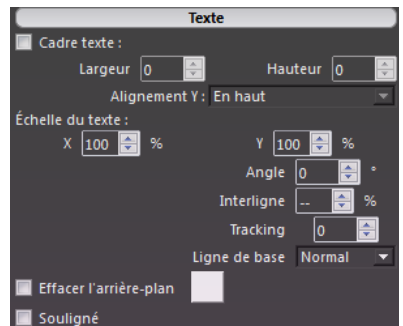 Texte
Cadre texte :
Largeur 0 Hauteur 0
Alignement Y : En haut
Échelle du texte :
X 100 % Y 100 %
Angle 0 °
Interligne -- %
Tracking 0
Ligne de base Normal
Effacer l'arrière-plan
Souligné